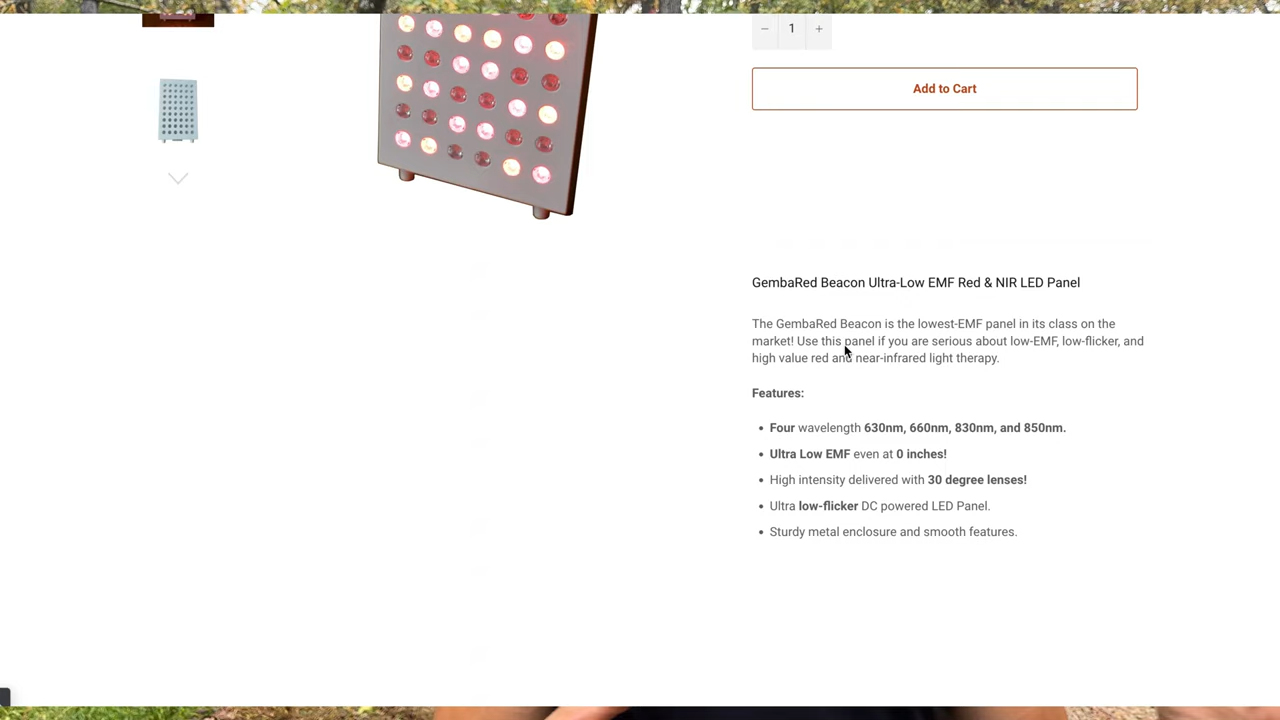 − 1 +
Add to Cart
GembaRed Beacon Ultra-Low EMF Red & NIR LED Panel
The GembaRed Beacon is the lowest-EMF panel in its class on the
market! Use this panel if you are serious about low-EMF, low-flicker, and
high value red and near-infrared light therapy.
Features:
• Four wavelength 630nm, 660nm, 830nm, and 850nm.
• Ultra Low EMF even at 0 inches!
• High intensity delivered with 30 degree lenses!
• Ultra low-flicker DC powered LED Panel.
• Sturdy metal enclosure and smooth features.